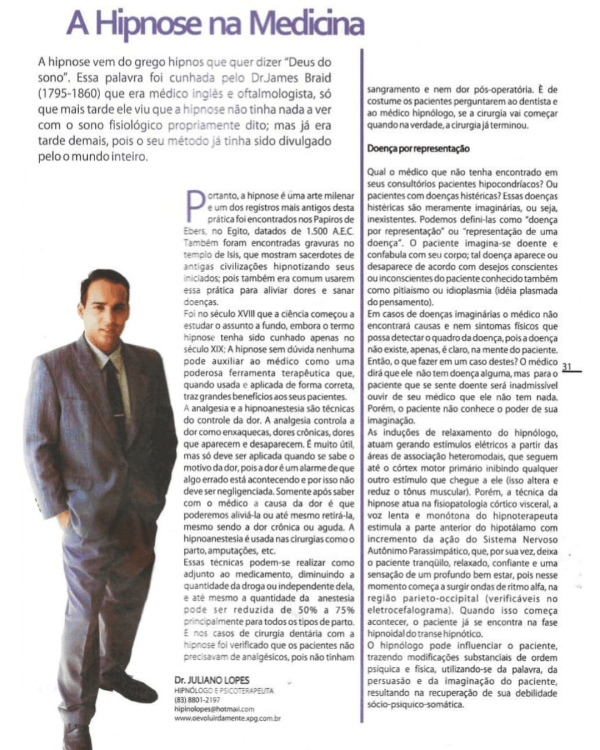 A Hipnose na Medicina
A hipnose vem do grego hipnos que quer dizer "Deus do
sono". Essa palavra foi cunhada pelo Dr.James Braid
(1795-1860) que era médico inglês e oftalmologista, só
que mais tarde ele viu que a hipnose não tinha nada a ver
com o sono fisiológico propriamente dito; mas já era
tarde demais, pois o seu método já tinha sido divulgado
pelo o mundo inteiro.
Portanto, a hipnose é uma arte milenar
e um dos registros mais antigos desta
prática foi encontrados nos Papiros de
Ebers, no Egito, datados de 1.500 A.E.C.
Também foram encontradas gravuras no
templo de Isis, que mostram sacerdotes de
antigas civilizações hipnotizando seus
iniciados; pois também era comum usarem
essa prática para aliviar dores e sanar
doenças.
Foi no século XVIII que a ciência começou a
estudar o assunto a fundo, embora o termo
hipnose tenha sido cunhado apenas no
século XIX; A hipnose sem dúvida nenhuma
pode auxiliar ao médico como uma
poderosa ferramenta terapêutica que,
quando usada e aplicada de forma correta,
traz grandes benefícios aos seus pacientes.
A analgesia e a hipnoanestesia são técnicas
do controle da dor. A analgesia controla a
dor como enxaquecas, dores crônicas, dores
que aparecem e desaparecem. É muito útil,
mas só deve ser aplicada quando se sabe o
motivo da dor, pois a dor é um alarme de que
algo errado está acontecendo e por isso não
deve ser negligenciada. Somente após saber
com o médico a causa da dor é que
poderemos aliviá-la ou até mesmo retirá-la,
mesmo sendo a dor crônica ou aguda. A
hipnoanestesia é usada nas cirurgias como o
parto, amputações, etc.
Essas técnicas podem-se realizar como
adjunto ao medicamento, diminuindo a
quantidade da droga ou independente dela,
e até mesmo a quantidade da anestesia
pode ser reduzida de 50% a 75%
principalmente para todos os tipos de parto.
E nos casos de cirurgia dentária com a
hipnose foi verificado que os pacientes não
precisavam de analgésicos, pois não tinham
Dr. JULIANO LOPES
HIPNÓLOGO E PSICOTERAPEUTA
(83) 8801-2197
hipinolopes@hotmail.com
www.oevoluirdamente.xpg.com.br
sangramento e nem dor pós-operatória. É de
costume os pacientes perguntarem ao dentista e
ao médico hipnólogo, se a cirurgia vai começar
quando na verdade, a cirurgia já terminou.
Doença por representação
Qual o médico que não tenha encontrado em
seus consultórios pacientes hipocondríacos? Ou
pacientes com doenças histéricas? Essas doenças
histéricas são meramente imaginárias, ou seja,
inexistentes. Podemos defini-las como "doença
por representação" ou "representação de uma
doença". O paciente imagina-se doente e
confabula com seu corpo; tal doença aparece ou
desaparece de acordo com desejos conscientes
ou inconscientes do paciente conhecido também
como pitiaismo ou idioplasmia (idéia plasmada
do pensamento).
Em casos de doenças imaginárias o médico não
encontrará causas e nem sintomas físicos que
possa detectar o quadro da doença, pois a doença
não existe, apenas, é claro, na mente do paciente.
Então, o que fazer em um caso destes? O médico
dirá que ele não tem doença alguma, mas para o
paciente que se sente doente será inadmissível
ouvir de seu médico que ele não tem nada.
Porém, o paciente não conhece o poder de sua
imaginação.
As induções de relaxamento do hipnólogo,
atuam gerando estímulos elétricos a partir das
áreas de associação heteromodais, que seguem
até o córtex motor primário inibindo qualquer
outro estímulo que chegue a ele (isso altera e
reduz o tônus muscular). Porém, a técnica da
hipnose atua na fisiopatologia córtico visceral, a
voz lenta e monótona do hipnoterapeuta
estimula a parte anterior do hipotálamo com
incremento da ação do Sistema Nervoso
Autônimo Parassimpático, que, por sua vez, deixa
o paciente tranqüilo, relaxado, confiante e uma
sensação de um profundo bem estar, pois nesse
momento começa a surgir ondas de ritmo alfa, na
região parieto-occipital (verificáveis no
eletrocefalograma). Quando isso começa
acontecer, o paciente já se encontra na fase
hipnoidal do transe hipnótico.
O hipnólogo pode influenciar o paciente,
trazendo modificações substanciais de ordem
psíquica e física, utilizando-se da palavra, da
persuasão e da imaginação do paciente,
resultando na recuperação de sua debilidade
sócio-psiquico-somática.
31